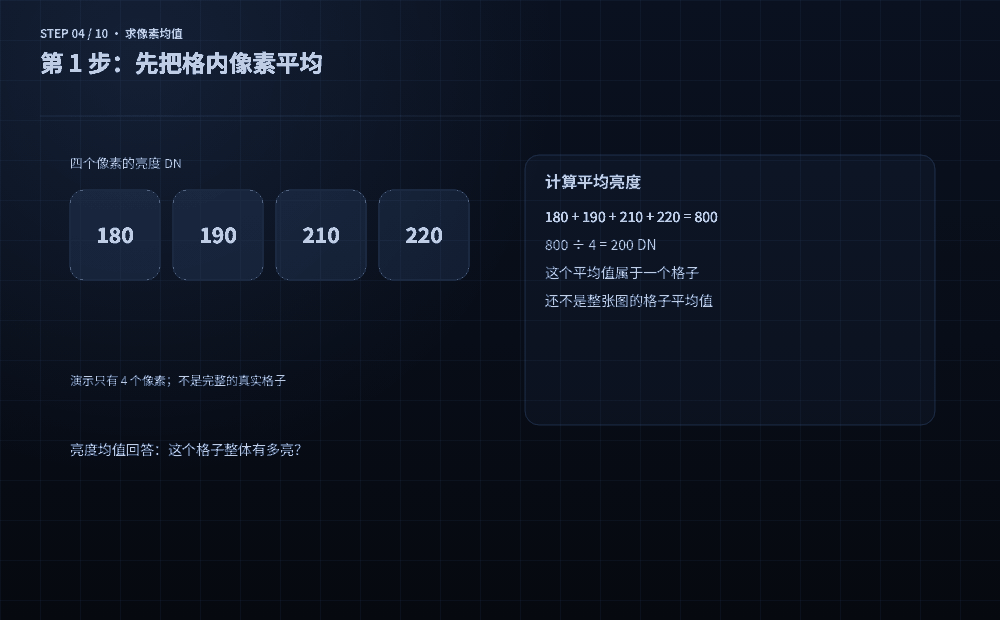 STEP 04 / 10 · 求像素均值
第 1 步：先把格内像素平均
四个像素的亮度 DN
180
190
210
220
计算平均亮度
180 + 190 + 210 + 220 = 800
800 ÷ 4 = 200 DN
这个平均值属于一个格子
还不是整张图的格子平均值
演示只有 4 个像素；不是完整的真实格子
亮度均值回答：这个格子整体有多亮？